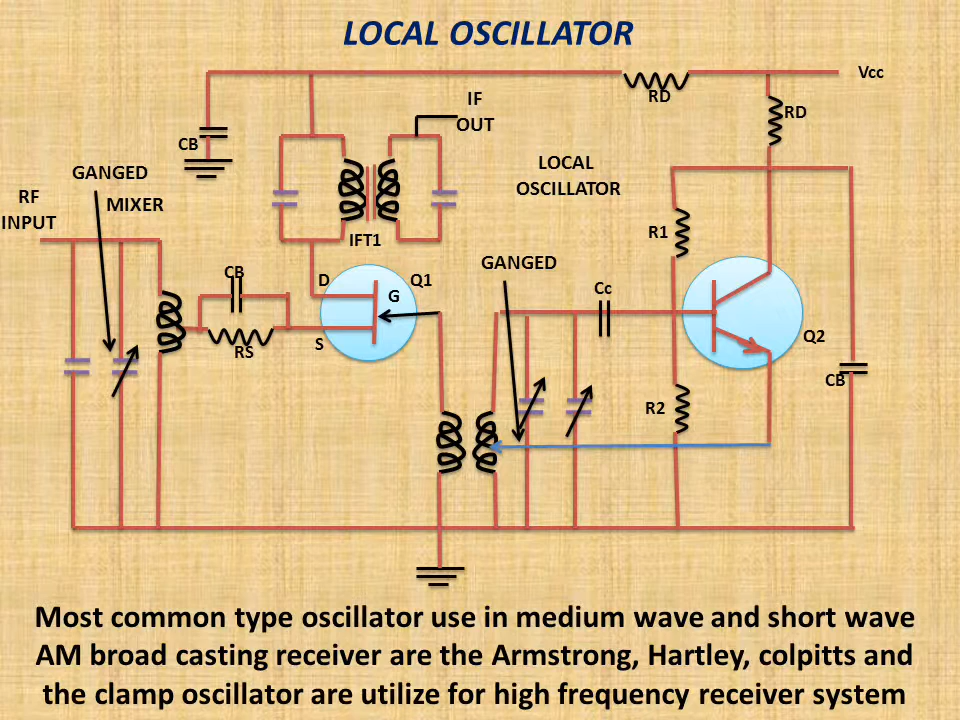 LOCAL OSCILLATOR
Vcc
RD
RD
IF
OUT
CB
LOCAL
OSCILLATOR
GANGED
MIXER
RF
INPUT
IFT1
R1
GANGED
CB
D
Q1
G
Cc
RS
S
Q2
CB
R2
Most common type oscillator use in medium wave and short wave
AM broad casting receiver are the Armstrong, Hartley, colpitts and
the clamp oscillator are utilize for high frequency receiver system